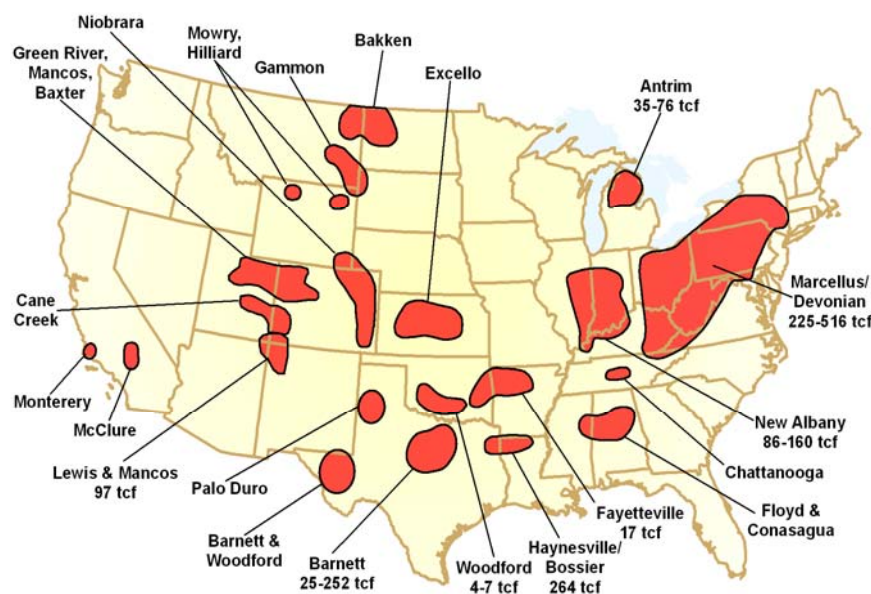 Niobrara
Mowry,
Hilliard
Bakken
Green River,
Mancos,
Baxter
Gammon
Excello
Antrim
35-76 tcf
Cane
Creek
Marcellus/
Devonian
225-516 tcf
Monterery
McClure
New Albany
86-160 tcf
Lewis & Mancos
97 tcf
Palo Duro
Chattanooga
Barnett &
Woodford
Barnett
25-252 tcf
Woodford
4-7 tcf
Haynesville/
Bossier
264 tcf
Fayetteville
17 tcf
Floyd &
Conasagua